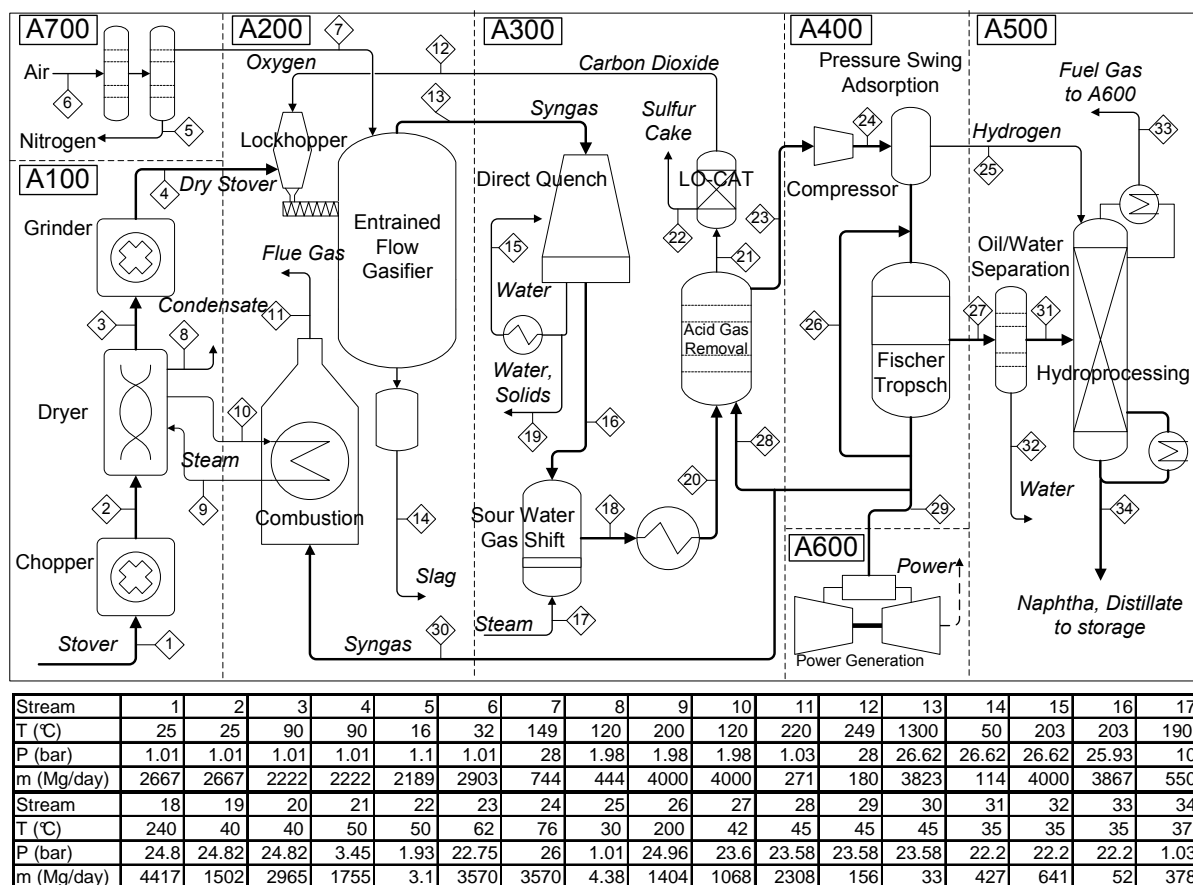 A700
A200
A300
A400
A500
7
12
Air
Oxygen
Carbon Dioxide
Pressure Swing
Adsorption
Fuel Gas
to A600
6
13
Syngas
Sulfur
Cake
24
33
Nitrogen
5
Lockhopper
Hydrogen
25
A100
4
Dry Stover
Direct Quench
LO-CAT
Compressor
22
23
Grinder
Entrained
Flow
Gasifier
15
21
Oil/Water
Separation
Flue Gas
Water
3
Condensate
11
26
27
31
8
Acid Gas
Removal
Fischer
Tropsch
Hydroprocessing
Dryer
Water,
Solids
10
16
19
28
32
Steam
9
20
Water
2
14
Sour Water
Gas Shift
18
29
34
Combustion
A600
Chopper
Power
Slag
Steam
17
Naphtha, Distillate
to storage
Stover
1
Syngas
30
Power Generation
Stream 1 2 3 4 5 6 7 8 9 10 11 12 13 14 15 16 17
T (°C) 25 25 90 90 16 32 149 120 200 120 220 249 1300 50 203 203 190
P (bar) 1.01 1.01 1.01 1.01 1.1 1.01 28 1.98 1.98 1.98 1.03 28 26.62 26.62 26.62 25.93 10
m (Mg/day) 2667 2667 2222 2222 2189 2903 744 444 4000 4000 271 180 3823 114 4000 3867 550
Stream 18 19 20 21 22 23 24 25 26 27 28 29 30 31 32 33 34
T (°C) 240 40 40 50 50 62 76 30 200 42 45 45 45 35 35 35 37
P (bar) 24.8 24.82 24.82 3.45 1.93 22.75 26 1.01 24.96 23.6 23.58 23.58 23.58 22.2 22.2 22.2 1.03
m (Mg/day) 4417 1502 2965 1755 3.1 3570 3570 4.38 1404 1068 2308 156 33 427 641 52 378